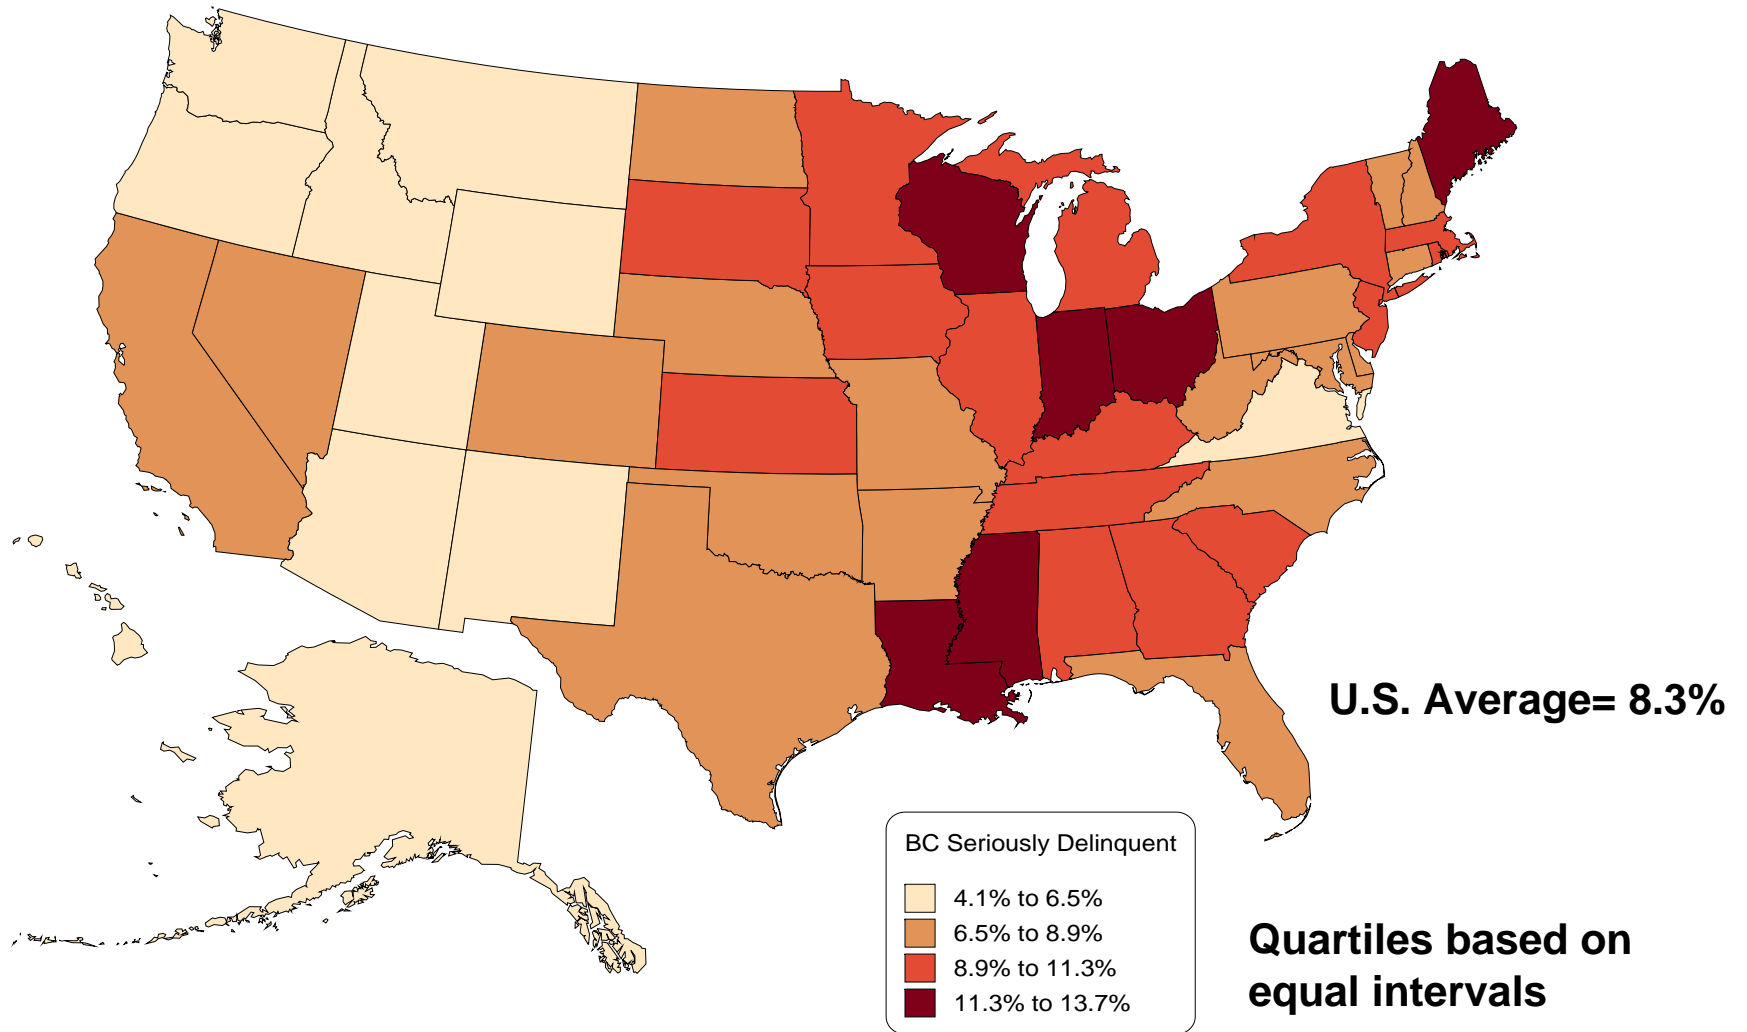 U.S. Average= 8.3%
BC Seriously Delinquent
4.1% to 6.5%
6.5% to 8.9%
8.9% to 11.3%
11.3% to 13.7%
Quartiles based on
equal intervals